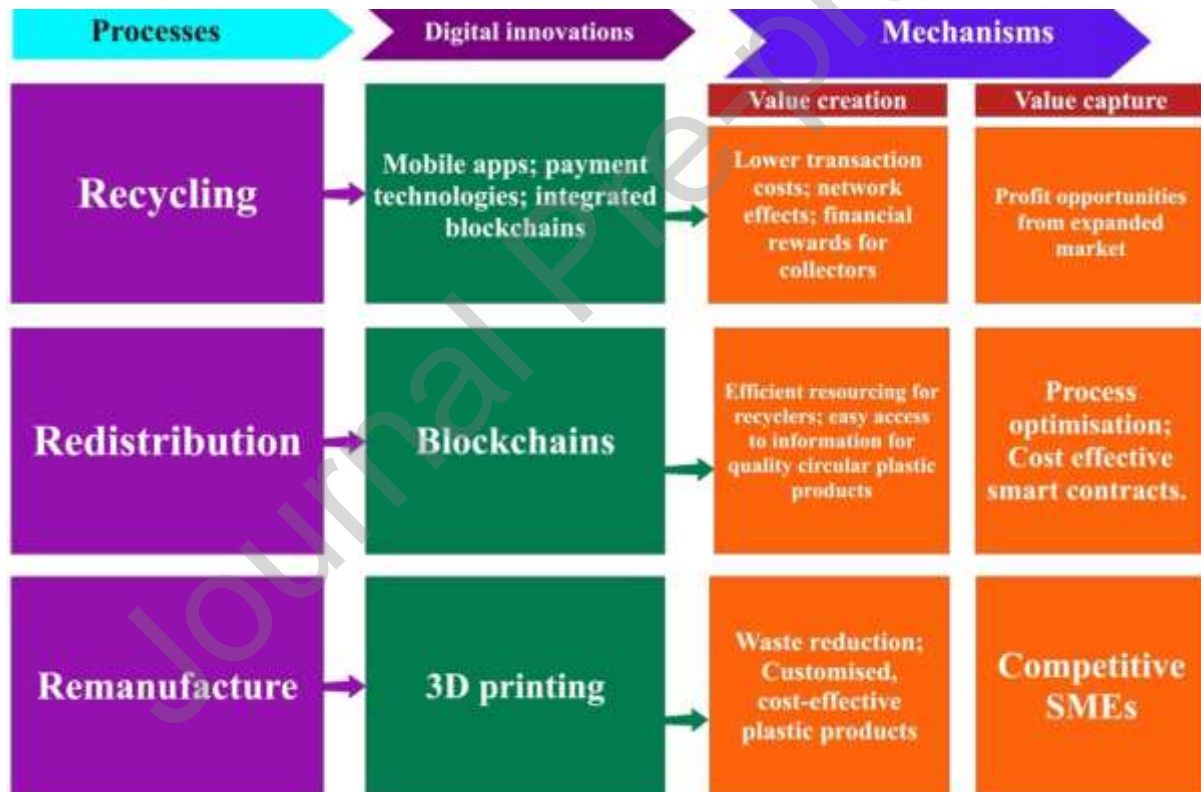 Processes
Digital innovations
Mechanisms
Value creation
Value capture
Recycling
Mobile apps; payment
technologies; integrated
blockchains
Lower transaction
costs; network
effects; financial
rewards for
collectors
Profit opportunities
from expanded
market
Redistribution
Blockchains
Efficient resourcing for
recyclers; easy access
to information for
quality circular plastic
products
Process
optimisation;
Cost effective
smart contracts.
Remanufacture
3D printing
Waste reduction;
Customised,
cost-effective
plastic products
Competitive
SMEs
Journal Pre-pro